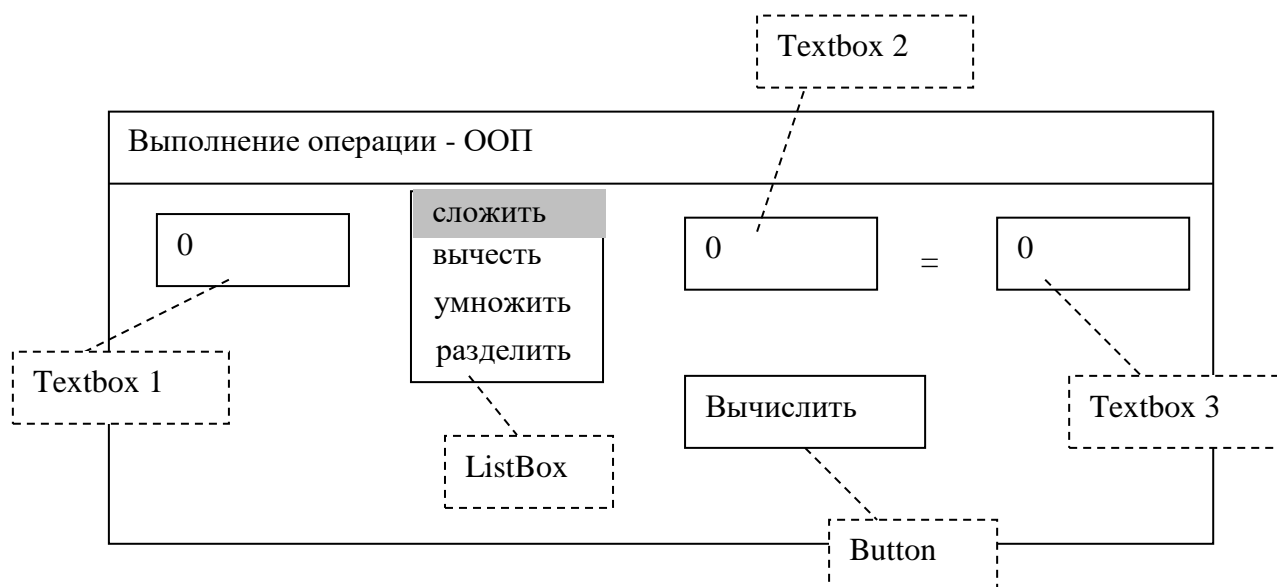 Textbox 2
Выполнение операции - ООП
сложить
0
вычесть
0
=
0
умножить
разделить
Textbox 1
Вычислить
Textbox 3
ListBox
Button